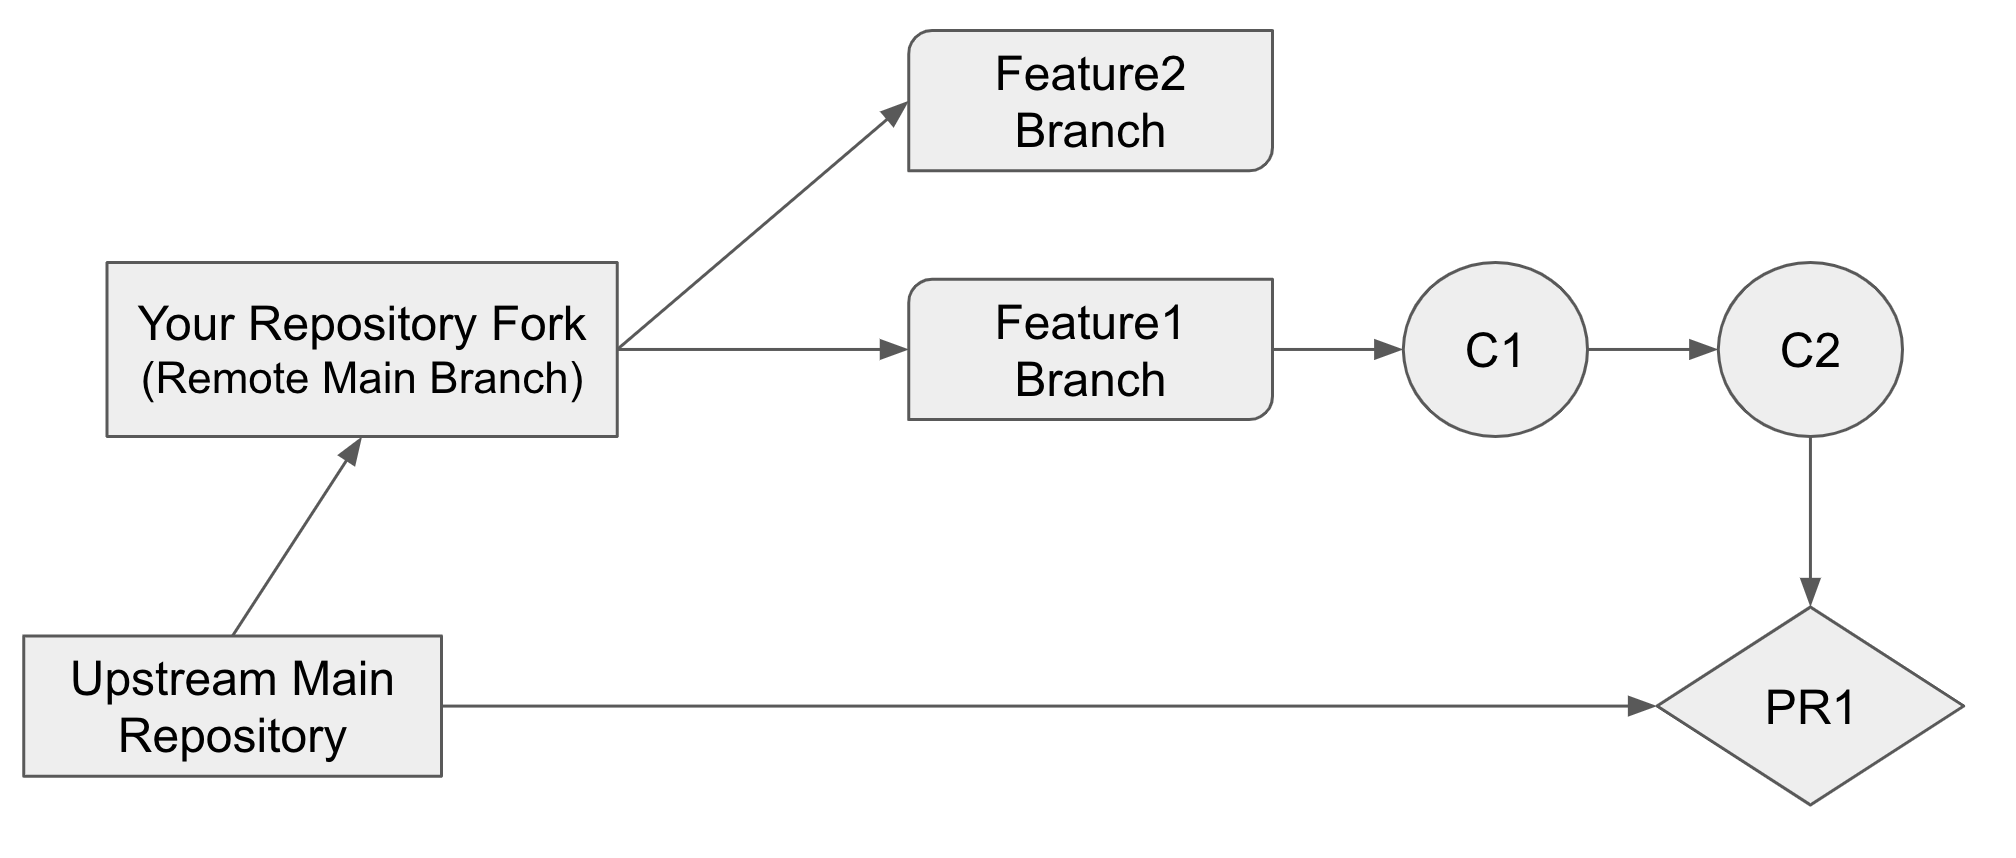 Feature2
Branch
Your Repository Fork
(Remote Main Branch)
Feature1
Branch
C1
C2
Upstream Main
Repository
PR1